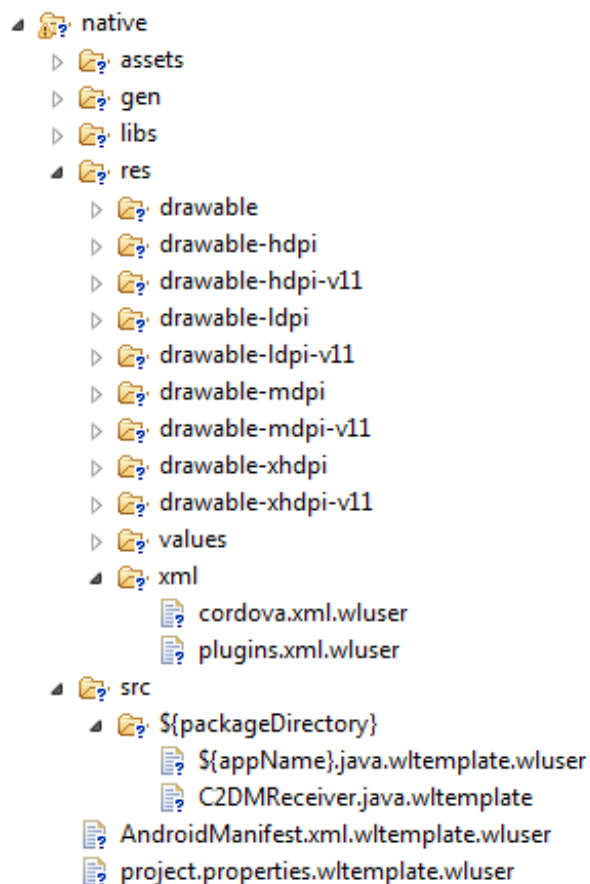 native
assets
gen
libs
res
drawable
drawable-hdpi
drawable-hdpi-v11
drawable-ldpi
drawable-ldpi-v11
drawable-mdpi
drawable-mdpi-v11
drawable-xhdpi
drawable-xhdpi-v11
values
xml
cordova.xml.wluser
plugins.xml.wluser
src
${packageDirectory}
${appName}.java.wltemplate.wluser
C2DMReceiver.java.wltemplate
AndroidManifest.xml.wltemplate.wluser
project.properties.wltemplate.wluser